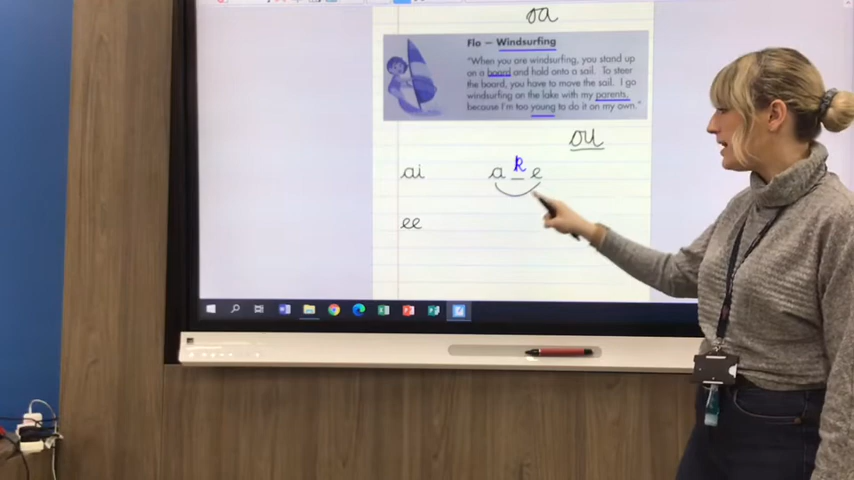 oa
Flo – Windsurfing
"When you are windsurfing, you stand up
on a board and hold onto a sail. To steer
the board, you have to move the sail. I go
windsurfing on the lake with my parents,
because I'm too young to do it on my own."
ou
ai a k e
ee